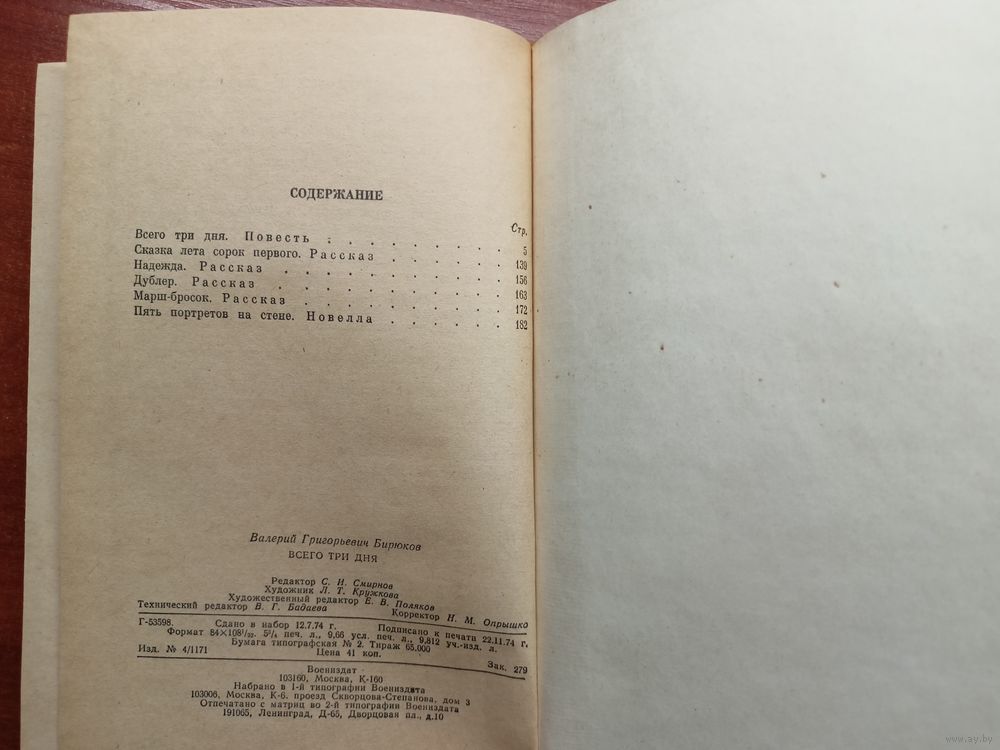 СОДЕРЖАНИЕ
Стр.
Всего три дня. Повесть . . . . . . . . 5
Сказка лета сорок первого. Рассказ . . . . . 139
Надежда. Рассказ . . . . . . . . . 156
Дублер. Рассказ . . . . . . . . . 163
Марш-бросок. Рассказ . . . . . . . . 172
Пять портретов на стене. Новелла . . . . . 182
Валерий Григорьевич Бирюков
ВСЕГО ТРИ ДНЯ
Редактор С. И. Смирнов
Художник Л. Т. Кружкова
Художественный редактор Е. В. Поляков
Технический редактор В. Г. Бадаева Корректор Н. М. Опрышко
Г-53598. Сдано в набор 12.7.74 г. Подписано к печати 22.11.74 г.
Формат 84×108¹/₃₂. 5³/₄ печ. л., 9,66 усл. печ. л., 9,812 уч.-изд. л.
Бумага типографская № 2. Тираж 65.000
Изд. № 4/1171 Цена 41 коп. Зак. 279
Воениздат
103160, Москва, К-160
Набрано в 1-й типографии Воениздата
103006, Москва, К-6, проезд Скворцова-Степанова, дом 3
Отпечатано с матриц во 2-й типографии Воениздата
191065, Ленинград, Д-65, Дворцовая пл., д.10
www.ay.by